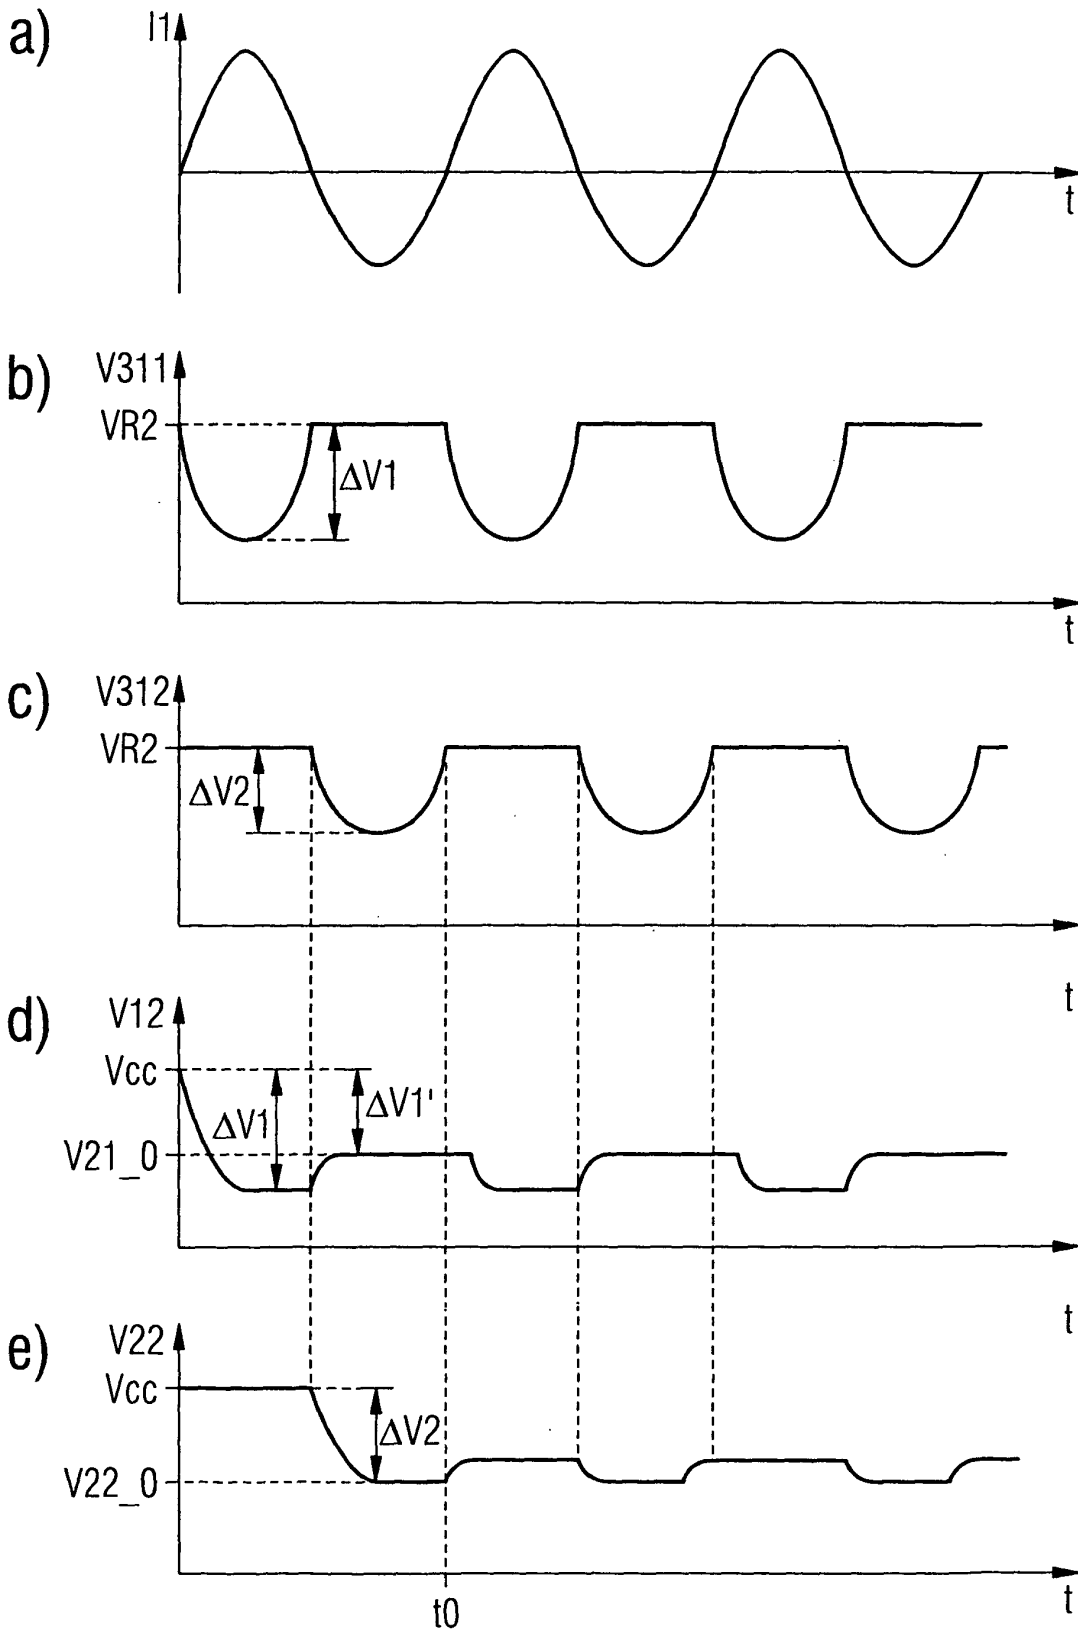 a)
I1
t
b)
V311
VR2
ΔV1
t
c)
V312
VR2
ΔV2
t
d)
V12
Vcc
ΔV1'
ΔV1
V21_0
t
e)
V22
Vcc
ΔV2
V22_0
t0
t